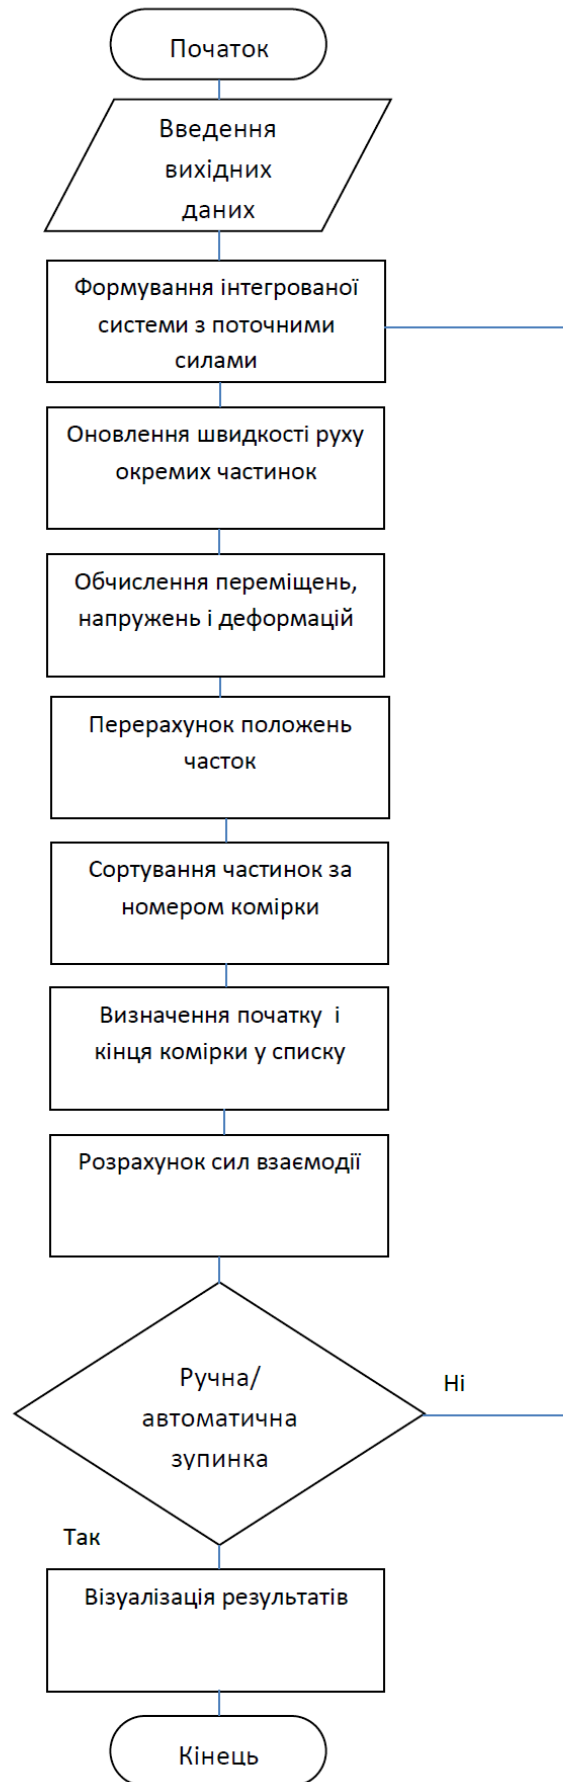 Початок
Введення
вихідних
даних
Формування інтегрованої
системи з поточними
силами
Оновлення швидкості руху
окремих частинок
Обчислення переміщень,
напружень і деформацій
Перерахунок положень
часток
Сортування частинок за
номером комірки
Визначення початку і
кінця комірки у списку
Розрахунок сил взаємодії
Ручна/
автоматична
зупинка
Ні
Так
Візуалізація результатів
Кінець